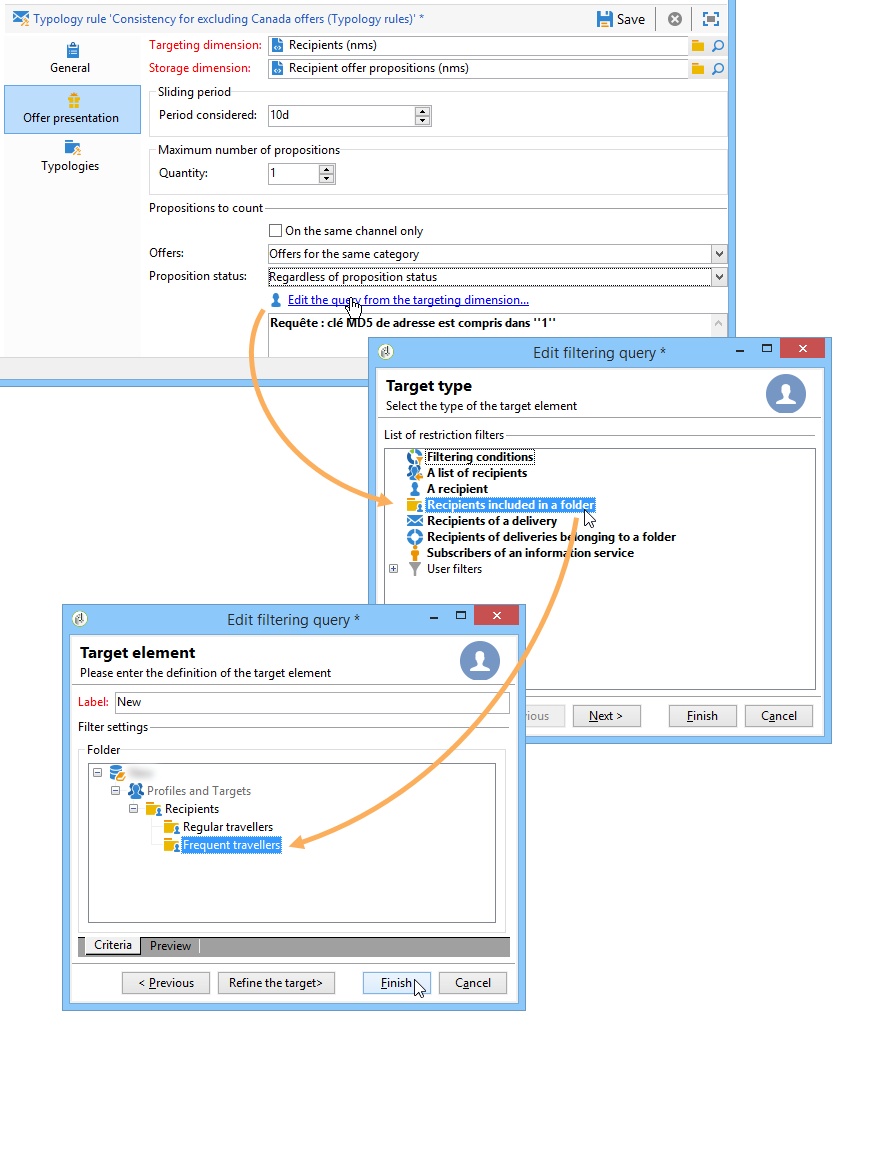 Typology rule 'Consistency for excluding Canada offers (Typology rules)' *
Save
General
Offer presentation
Typologies
Targeting dimension: Recipients (nms)
Storage dimension: Recipient offer propositions (nms)
Sliding period
Period considered: 10d
Maximum number of propositions
Quantity: 1
Propositions to count
On the same channel only
Offers: Offers for the same category
Proposition status: Regardless of proposition status
Edit the query from the targeting dimension...
Requête : clé MD5 de adresse est compris dans ''1''
Edit filtering query *
Target type
Select the type of the target element
List of restriction filters
Filtering conditions
A list of recipients
A recipient
Recipients included in a folder
Recipients of a delivery
Recipients of deliveries belonging to a folder
Subscribers of an information service
User filters
Next > Finish Cancel
Edit filtering query *
Target element
Please enter the definition of the target element
Label: New
Filter settings
Folder
Profiles and Targets
Recipients
Regular travellers
Frequent travellers
Criteria Preview
< Previous Refine the target> Finish Cancel